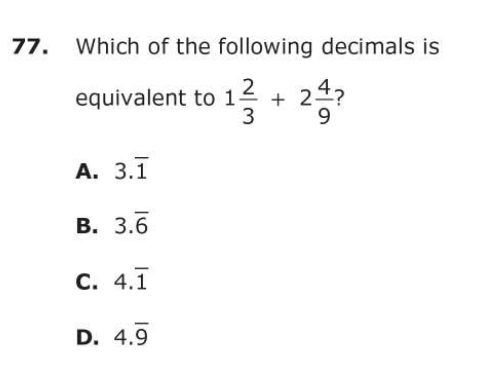 77. Which of the following decimals is
equivalent to 1 2/3 + 2 4/9?
A. 3.1̅
B. 3.6̅
C. 4.1̅
D. 4.9̅